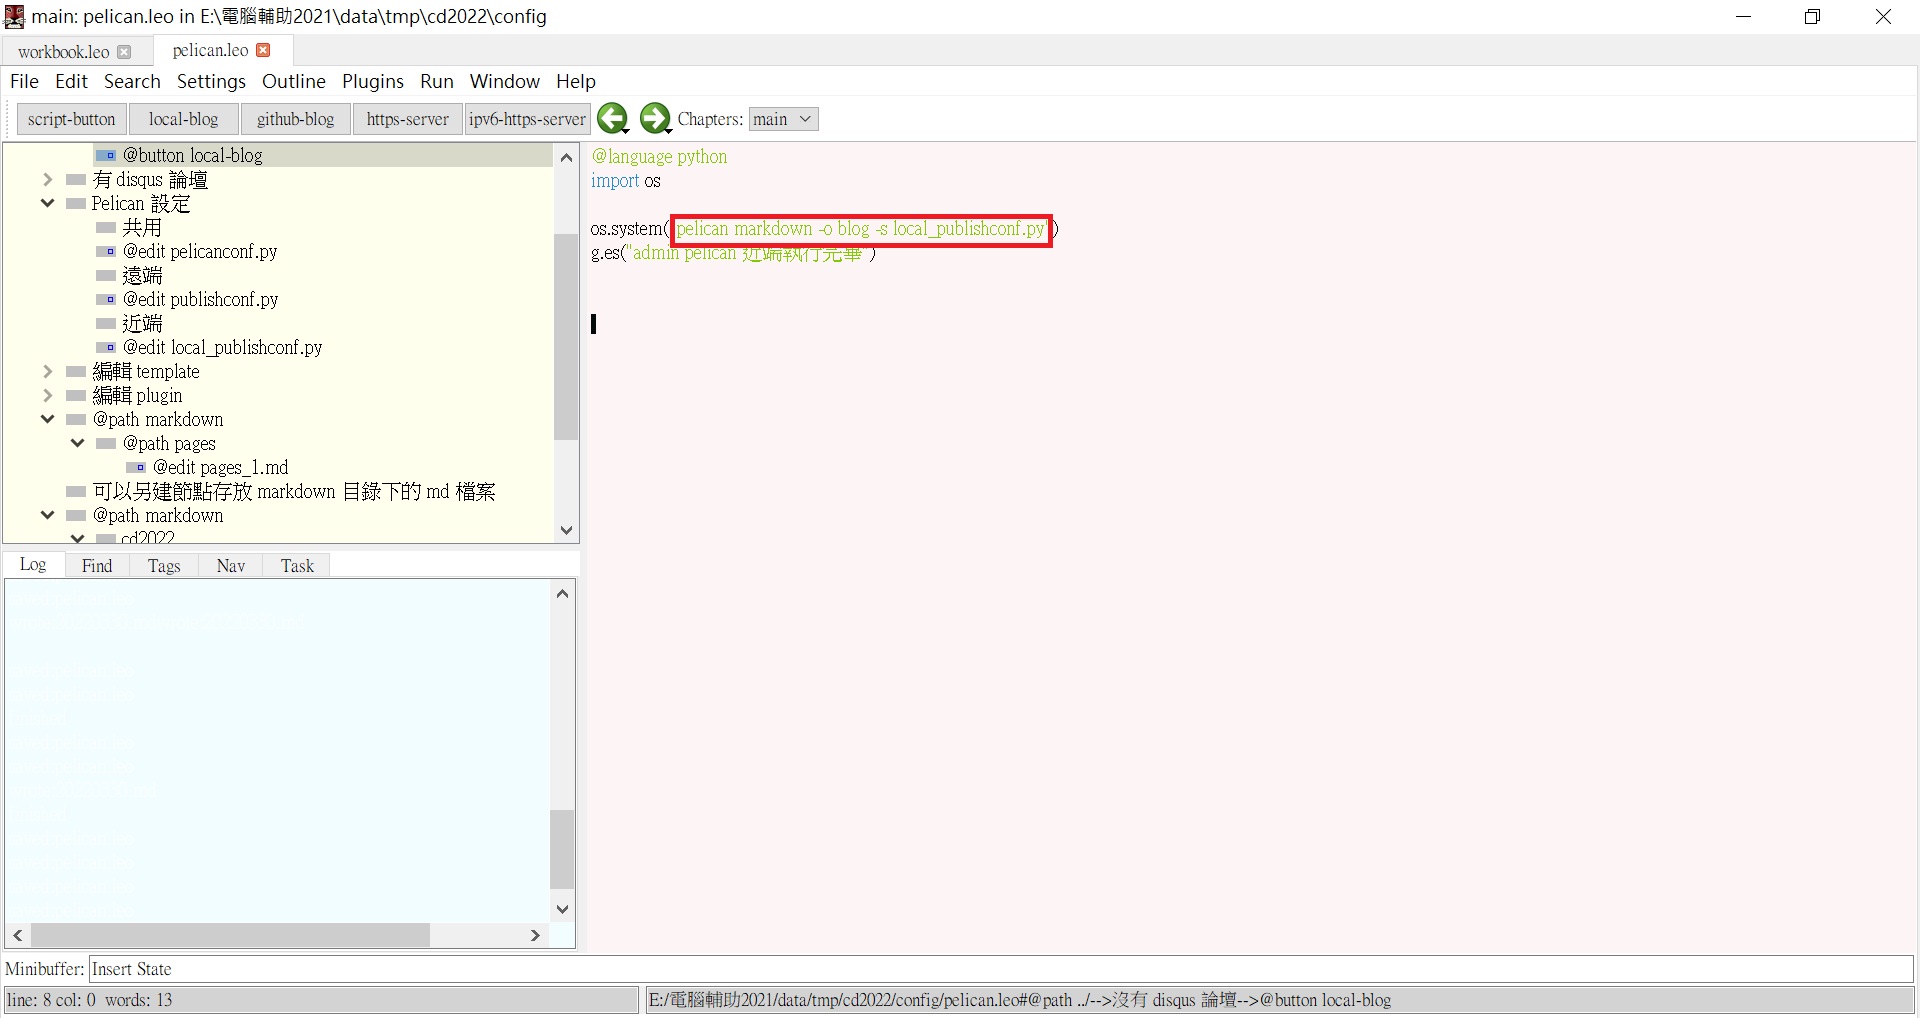 main: pelican.leo in E:\電腦輔助2021\data\tmp\cd2022\config
workbook.leo
pelican.leo
File Edit Search Settings Outline Plugins Run Window Help
script-button local-blog github-blog https-server ipv6-https-server Chapters: main
@button local-blog
有 disqus 論壇
Pelican 設定
共用
@edit pelicanconf.py
遠端
@edit publishconf.py
近端
@edit local_publishconf.py
編輯 template
編輯 plugin
@path markdown
@path pages
@edit pages_1.md
可以另建節點存放 markdown 目錄下的 md 檔案
@path markdown
cd2022
@language python
import os
os.system('pelican markdown -o blog -s local_publishconf.py')
g.es("admin pelican 近端執行完畢")
Log Find Tags Nav Task
Minibuffer: Insert State
line: 8 col: 0 words: 13
E:/電腦輔助2021/data/tmp/cd2022/config/pelican.leo#@path ../-->沒有 disqus 論壇-->@button local-blog